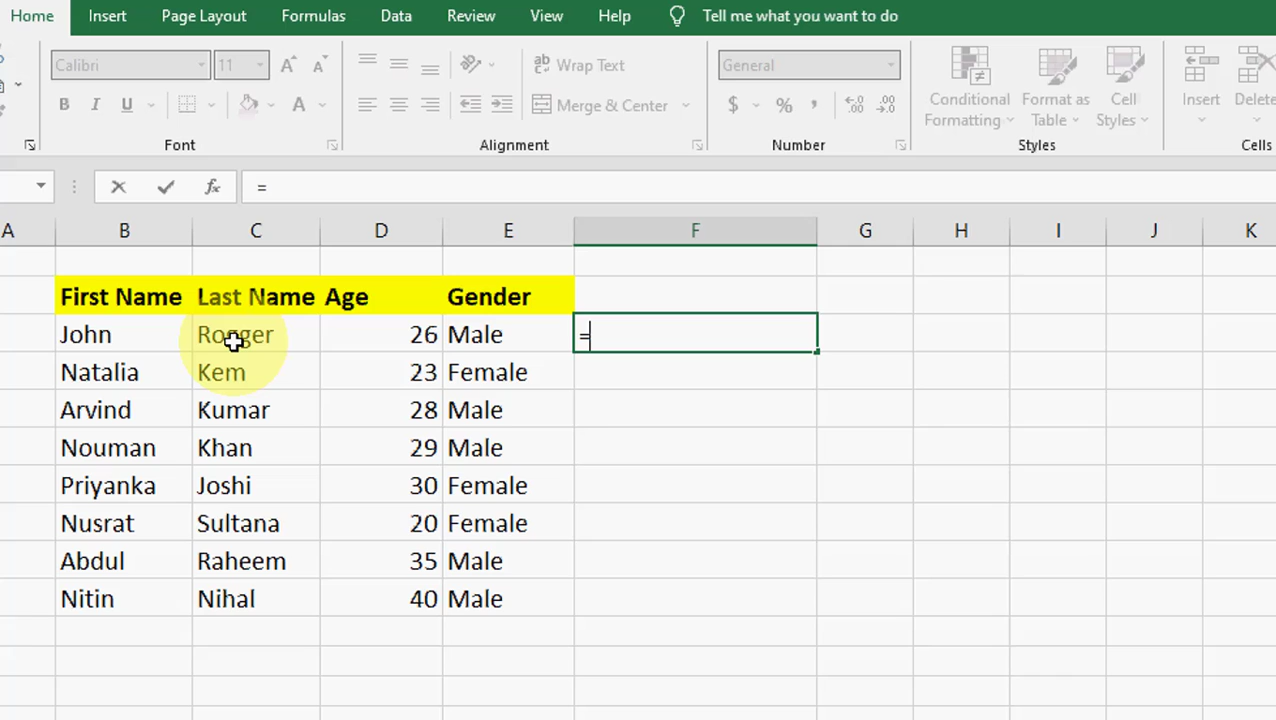 Home Insert Page Layout Formulas Data Review View Help Tell me what you want to do
Calibri 11 A A ab Wrap Text General Insert Delete
B I U A Merge & Center $ % , Conditional Formatting Format as Table Cell Styles
Font Alignment Number Styles Cells
fx =
A B C D E F G H I J K
First Name Last Name Age Gender
John Rogger 26 Male =
Natalia Kem 23 Female
Arvind Kumar 28 Male
Nouman Khan 29 Male
Priyanka Joshi 30 Female
Nusrat Sultana 20 Female
Abdul Raheem 35 Male
Nitin Nihal 40 Male